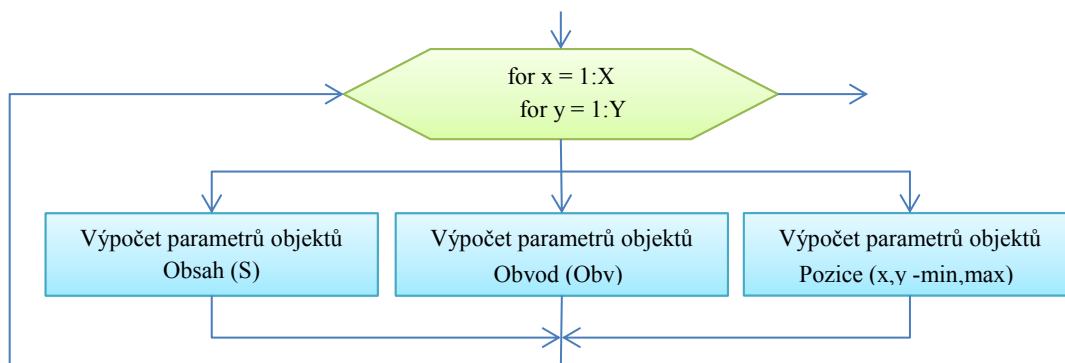 for x = 1:X
for y = 1:Y
Výpočet parametrů objektů
Obsah (S)
Výpočet parametrů objektů
Obvod (Obv)
Výpočet parametrů objektů
Pozice (x,y -min,max)